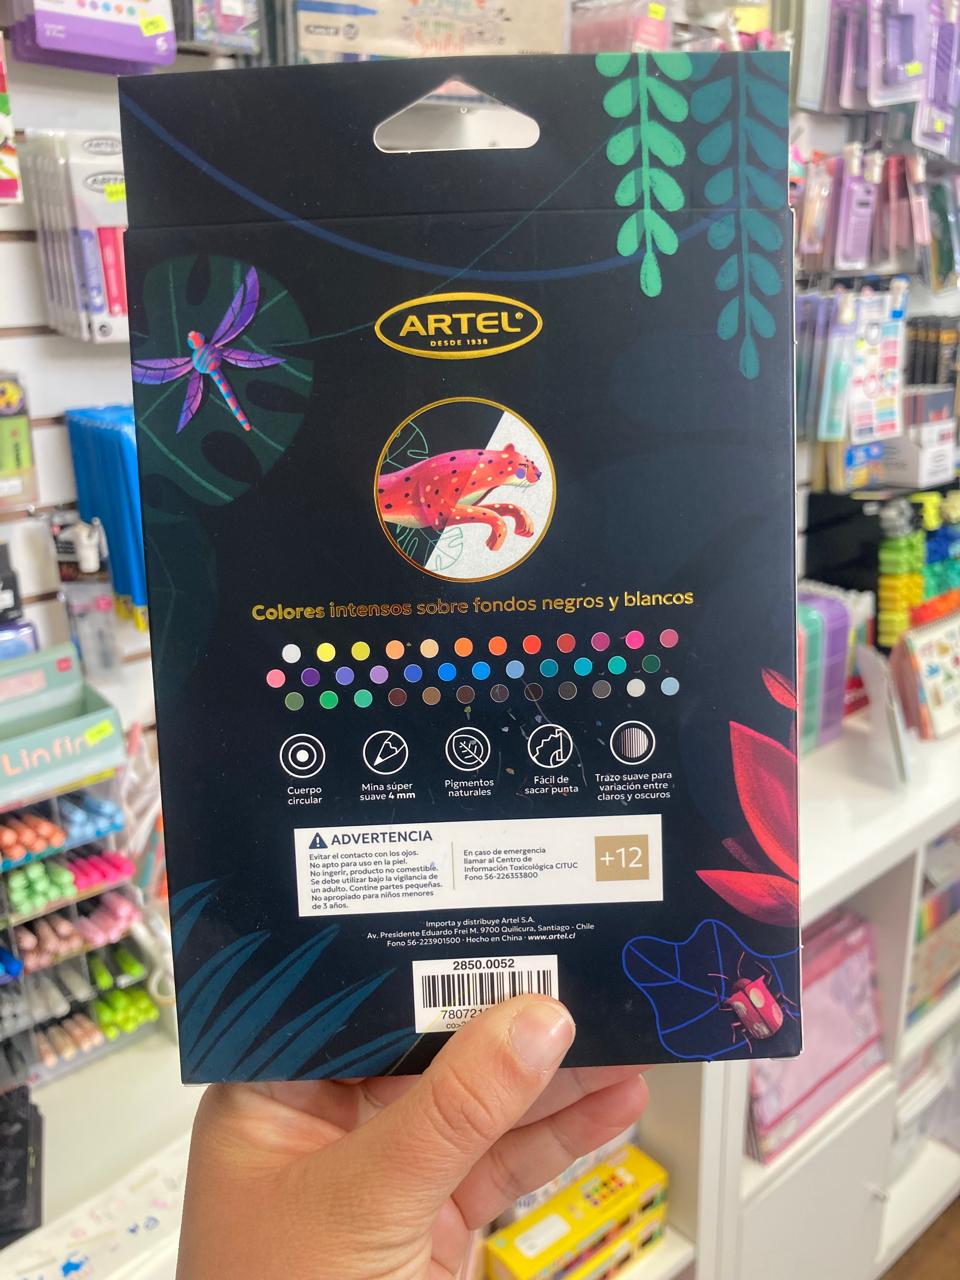 ARTEL®
DESDE 1938
Colores intensos sobre fondos negros y blancos
Cuerpo
circular
Mina súper
suave 4 mm
Pigmentos
naturales
Fácil de
sacar punta
Trazo suave para
variación entre
claros y oscuros
ADVERTENCIA
Evitar el contacto con los ojos.
No apto para uso en la piel.
No ingerir, producto no comestible.
Se debe utilizar bajo la vigilancia de
un adulto. Contine partes pequeñas.
No apropiado para niños menores
de 3 años.
En caso de emergencia
llamar al Centro de
Información Toxicológica CITUC
Fono 56-226353800
+12
Importa y distribuye Artel S.A.
Av. Presidente Eduardo Frei M. 9700 Quilicura, Santiago - Chile
Fono 56-223901500 · Hecho en China · www.artel.cl
2850.0052
Linfin
ARTEL